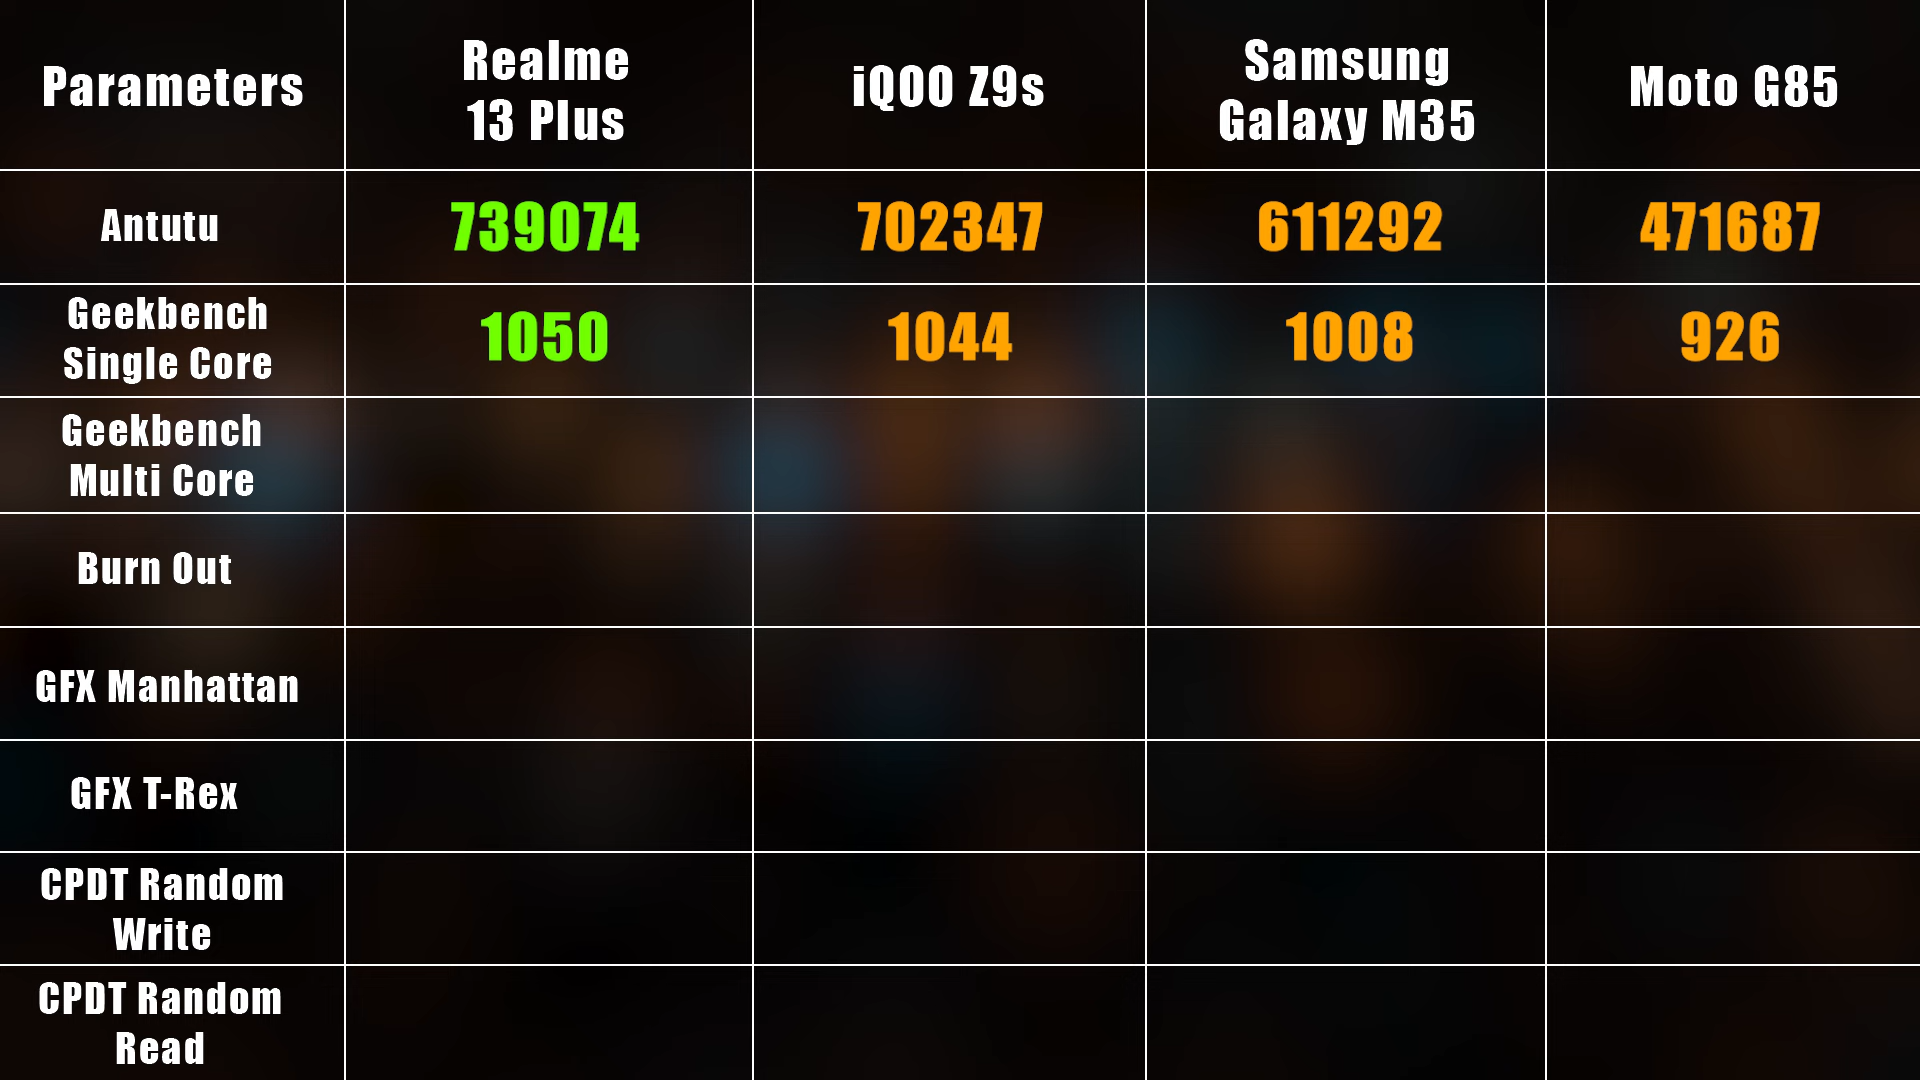 Parameters
Realme
13 Plus
iQOO Z9s
Samsung
Galaxy M35
Moto G85
Antutu
739074
702347
611292
471687
Geekbench
Single Core
1050
1044
1008
926
Geekbench
Multi Core
Burn Out
GFX Manhattan
GFX T-Rex
CPDT Random
Write
CPDT Random
Read